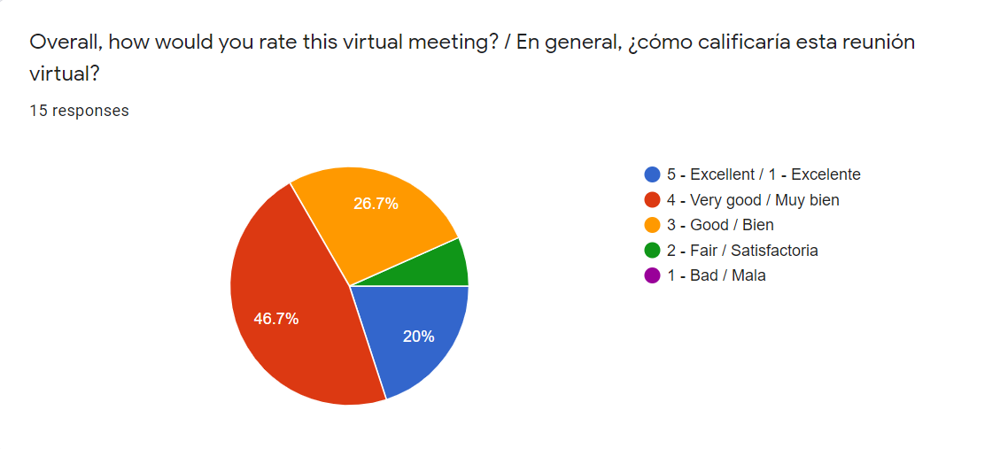 Overall, how would you rate this virtual meeting? / En general, ¿cómo calificaría esta reunión
virtual?
15 responses
26.7%
46.7%
20%
5 - Excellent / 1 - Excelente
4 - Very good / Muy bien
3 - Good / Bien
2 - Fair / Satisfactoria
1 - Bad / Mala